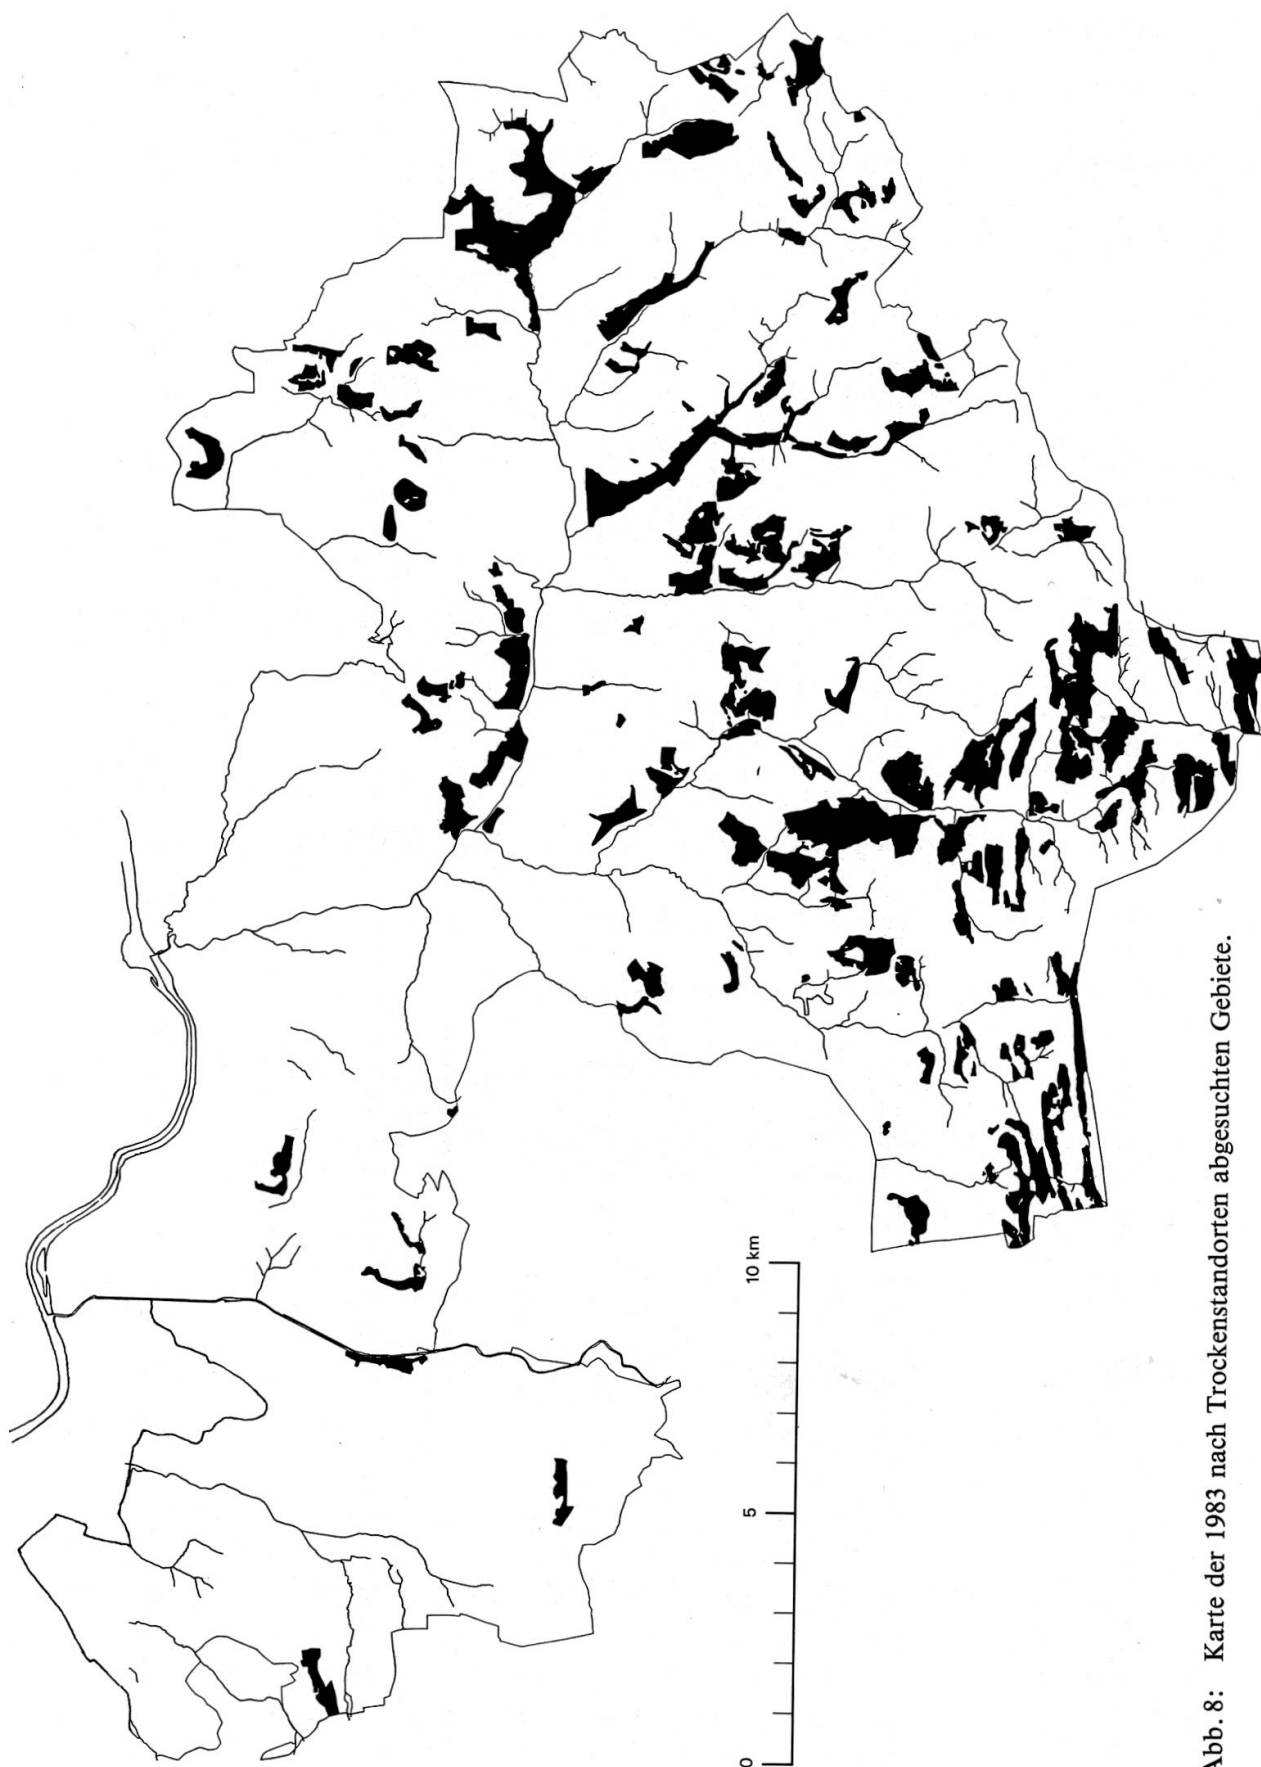 0 5 10 km
Abb. 8: Karte der 1983 nach Trockenstandorten abgesuchten Gebiete.